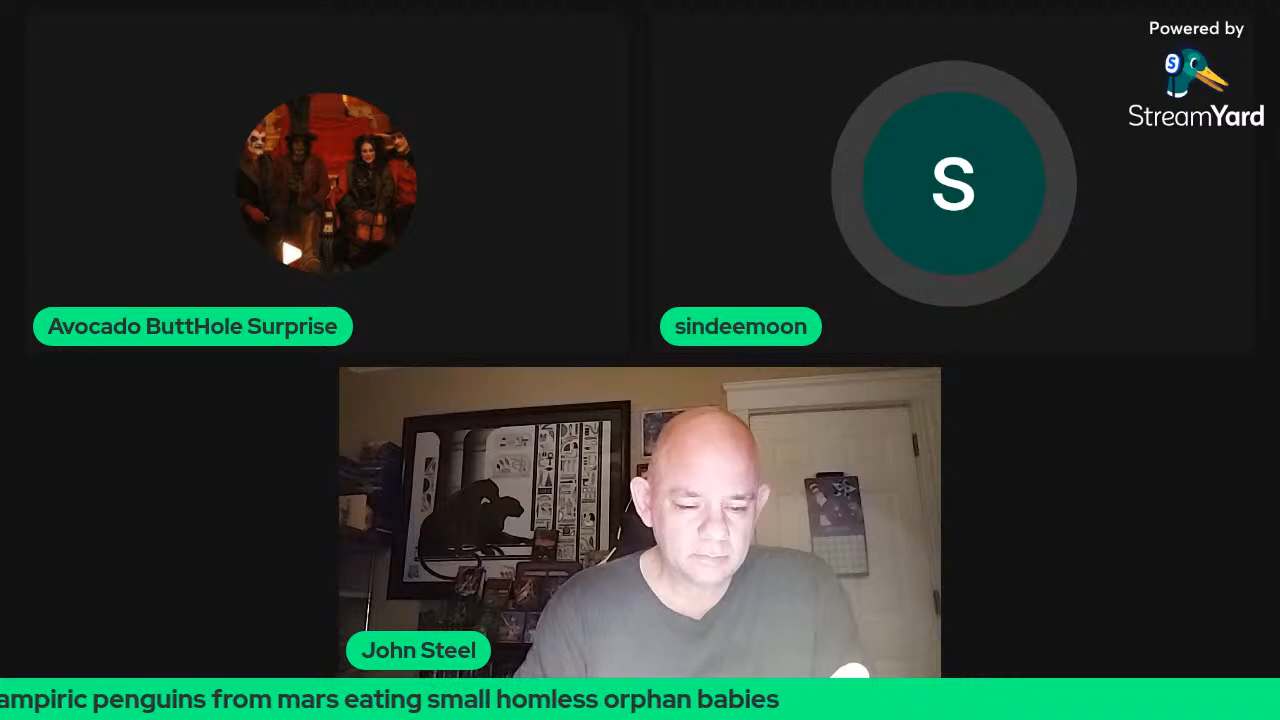 Powered by
S
StreamYard
S
Avocado ButtHole Surprise
sindeemoon
John Steel
ampiric penguins from mars eating small homless orphan babies